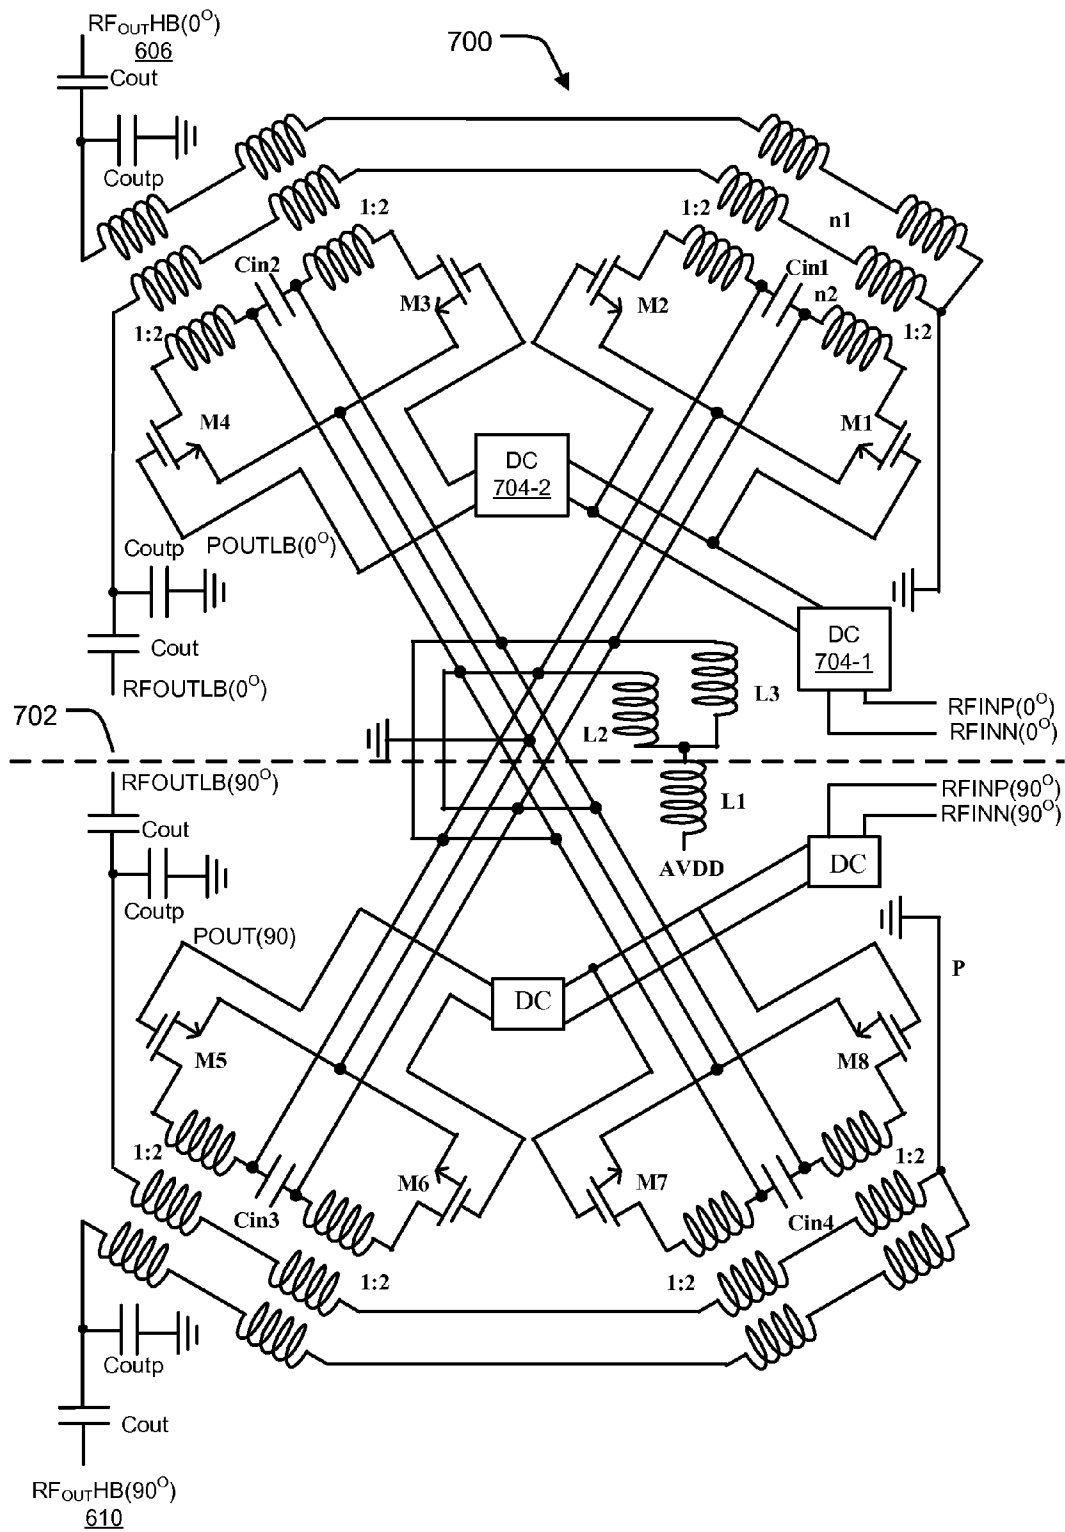 RFOUTHB(0O)
606
700
Cout
Coutp
1:2
1:2
n1
Cin2
Cin1
n2
M3
M2
1:2
1:2
M4
M1
DC
704-2
Coutp
POUTLB(0O)
DC
704-1
Cout
RFOUTLB(0O)
L3
RFINP(0O)
702
L2
RFINN(0O)
RFOUTLB(90O)
RFINP(90O)
L1
RFINN(90O)
Cout
AVDD
DC
Coutp
POUT(90)
P
DC
M5
M8
1:2
1:2
M6
M7
Cin3
Cin4
1:2
1:2
Coutp
Cout
RFOUTHB(90O)
610